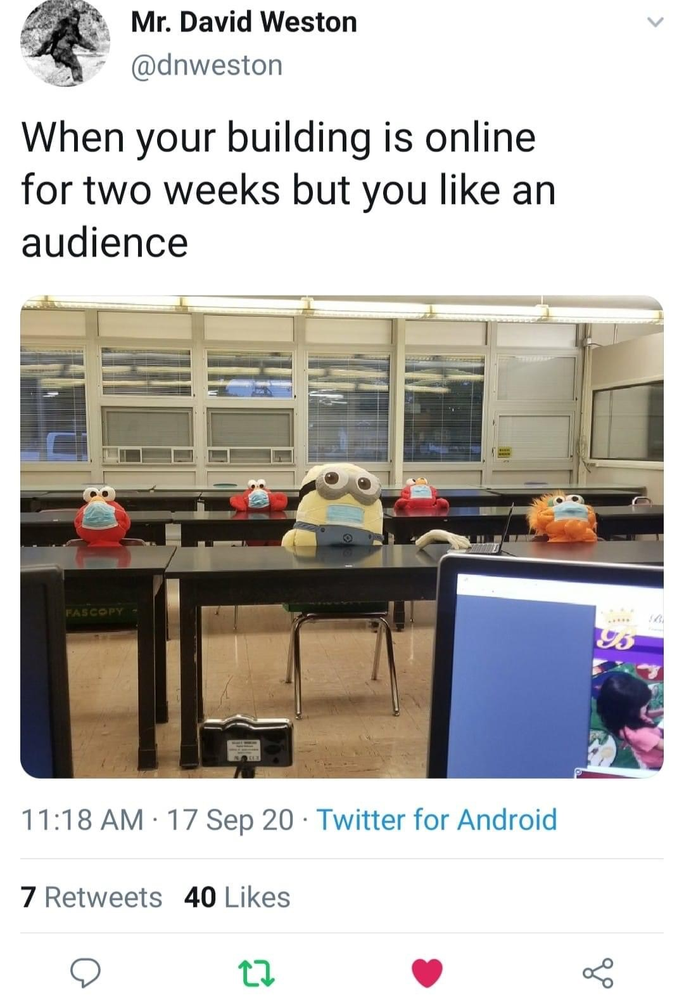 Mr. David Weston
@dnweston
When your building is online
for two weeks but you like an
audience
FASCOPY
B
11:18 AM · 17 Sep 20 · Twitter for Android
7 Retweets 40 Likes